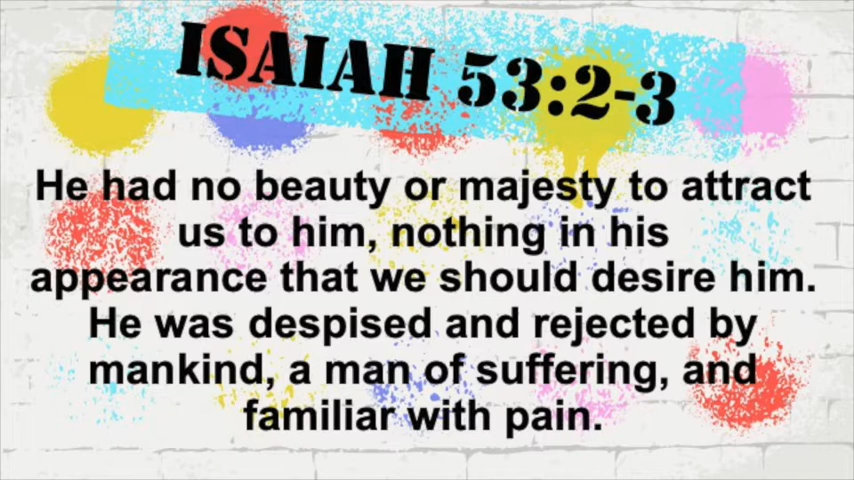 ISAIAH 53:2-3
He had no beauty or majesty to attract
us to him, nothing in his
appearance that we should desire him.
He was despised and rejected by
mankind, a man of suffering, and
familiar with pain.